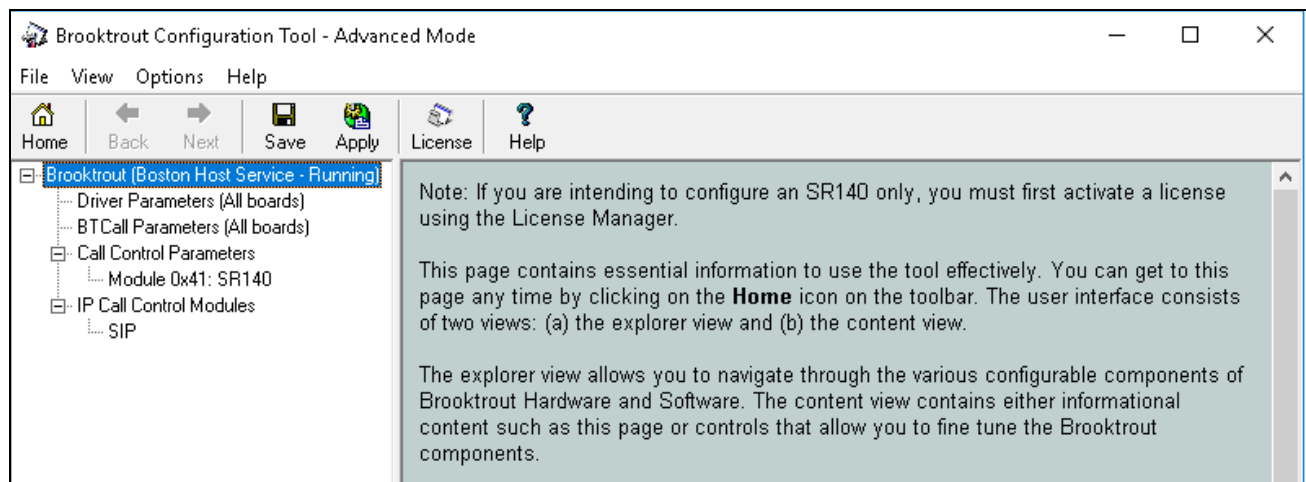 Brooktrout Configuration Tool - Advanced Mode
File View Options Help
Home Back Next Save Apply License Help
Brooktrout (Boston Host Service - Running)
Driver Parameters (All boards)
BTCall Parameters (All boards)
Call Control Parameters
Module 0x41: SR140
IP Call Control Modules
SIP
Note: If you are intending to configure an SR140 only, you must first activate a license
using the License Manager.
This page contains essential information to use the tool effectively. You can get to this
page any time by clicking on the Home icon on the toolbar. The user interface consists
of two views: (a) the explorer view and (b) the content view.
The explorer view allows you to navigate through the various configurable components of
Brooktrout Hardware and Software. The content view contains either informational
content such as this page or controls that allow you to fine tune the Brooktrout
components.